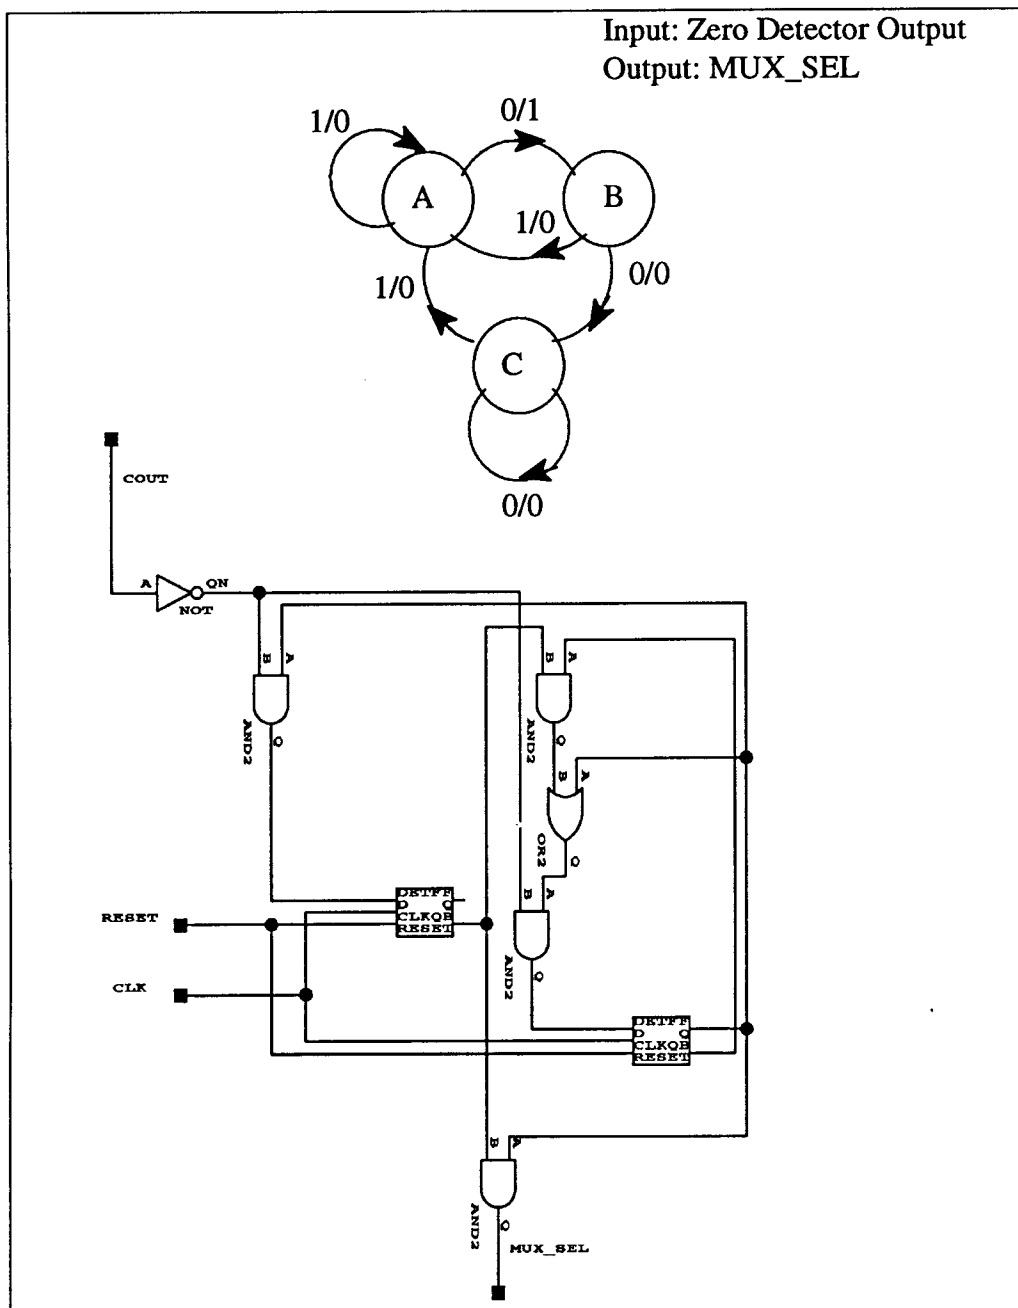 Input: Zero Detector Output
Output: MUX_SEL
1/0
0/1
A
B
1/0
1/0
0/0
C
0/0
COUT
A
QN
NOT
B
A
AND2
Q
B
A
AND2
Q
B
A
OR2
Q
B
A
AND2
Q
RESET
CLK
DETFF
D
Q
CLKQB
RESET
DETFF
D
Q
CLKQB
RESET
B
A
AND2
Q
MUX_SEL